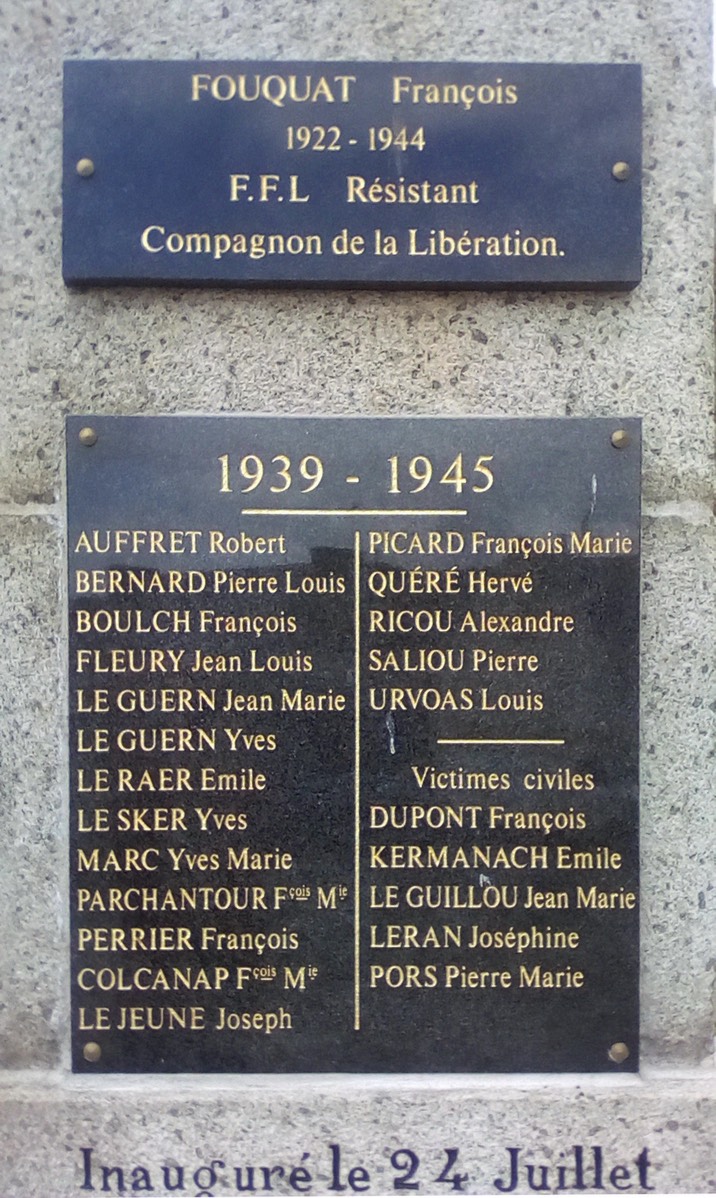 FOUQUAT François
1922 - 1944
F.F.L Résistant
Compagnon de la Libération.
1939 - 1945
AUFFRET Robert
BERNARD Pierre Louis
BOULCH François
FLEURY Jean Louis
LE GUERN Jean Marie
LE GUERN Yves
LE RAER Emile
LE SKER Yves
MARC Yves Marie
PARCHANTOUR Fçois Mie
PERRIER François
COLCANAP Fçois Mie
LE JEUNE Joseph
PICARD François Marie
QUÉRÉ Hervé
RICOU Alexandre
SALIOU Pierre
URVOAS Louis
Victimes civiles
DUPONT François
KERMANACH Emile
LE GUILLOU Jean Marie
LERAN Joséphine
PORS Pierre Marie
Inauguré le 24 Juillet